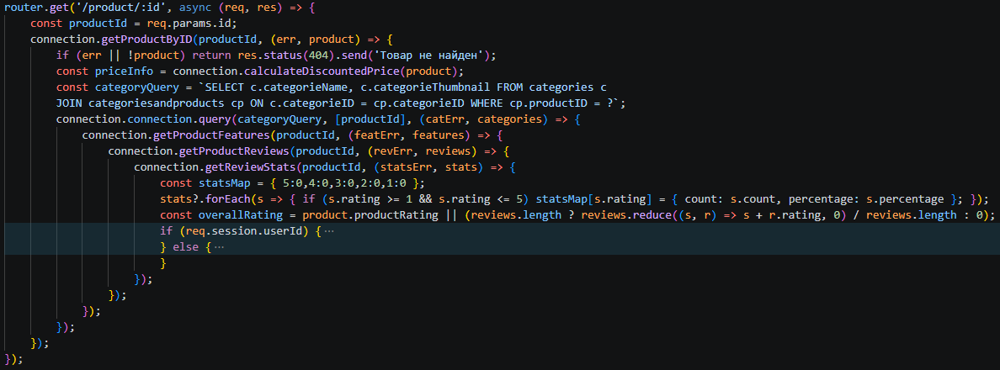 router.get('/product/:id', async (req, res) => {
const productId = req.params.id;
connection.getProductByID(productId, (err, product) => {
if (err || !product) return res.status(404).send('Товар не найден');
const priceInfo = connection.calculateDiscountedPrice(product);
const categoryQuery = `SELECT c.categorieName, c.categorieThumbnail FROM categories c
JOIN categoriesandproducts cp ON c.categorieID = cp.categorieID WHERE cp.productID = ?`;
connection.connection.query(categoryQuery, [productId], (catErr, categories) => {
connection.getProductFeatures(productId, (featErr, features) => {
connection.getProductReviews(productId, (revErr, reviews) => {
connection.getReviewStats(productId, (statsErr, stats) => {
const statsMap = { 5:0,4:0,3:0,2:0,1:0 };
stats?.forEach(s => { if (s.rating >= 1 && s.rating <= 5) statsMap[s.rating] = { count: s.count, percentage: s.percentage }; });
const overallRating = product.productRating || (reviews.length ? reviews.reduce((s, r) => s + r.rating, 0) / reviews.length : 0);
if (req.session.userId) {⋯
} else {⋯
}
});
});
});
});
});
});